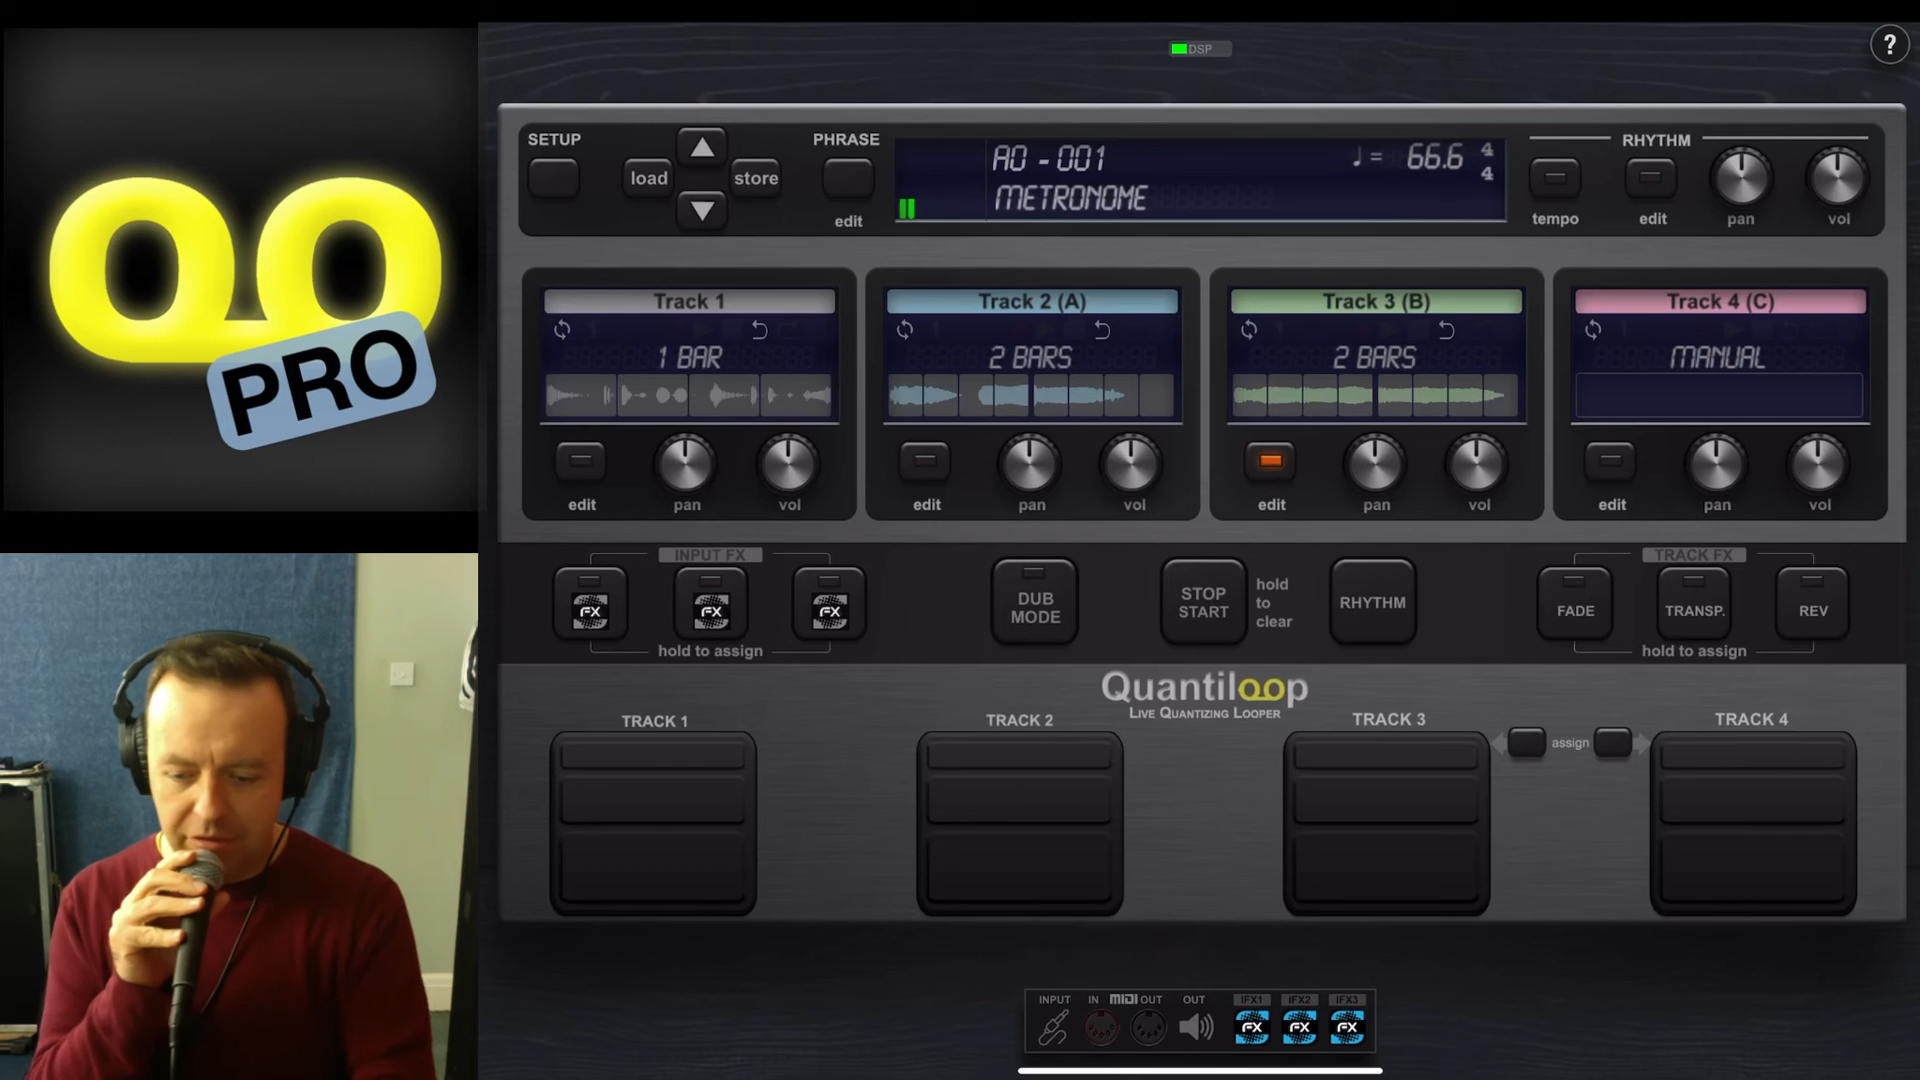 DSP
?
QO
PRO
SETUP
load
store
PHRASE
edit
A0 - 001
♩ = 66.6 4 4
METRONOME
RHYTHM
tempo
edit
pan
vol
Track 1
1 BAR
edit
pan
vol
Track 2 (A)
2 BARS
edit
pan
vol
Track 3 (B)
2 BARS
edit
pan
vol
Track 4 (C)
MANUAL
edit
pan
vol
INPUT FX
FX
FX
FX
hold to assign
DUB
MODE
STOP
START
hold
to
clear
RHYTHM
TRACK FX
FADE
TRANSP.
REV
hold to assign
Quantiloop
LIVE QUANTIZING LOOPER
TRACK 1
TRACK 2
TRACK 3
assign
TRACK 4
INPUT
IN MIDI OUT
OUT
IFX1
IFX2
IFX3
FX
FX
FX